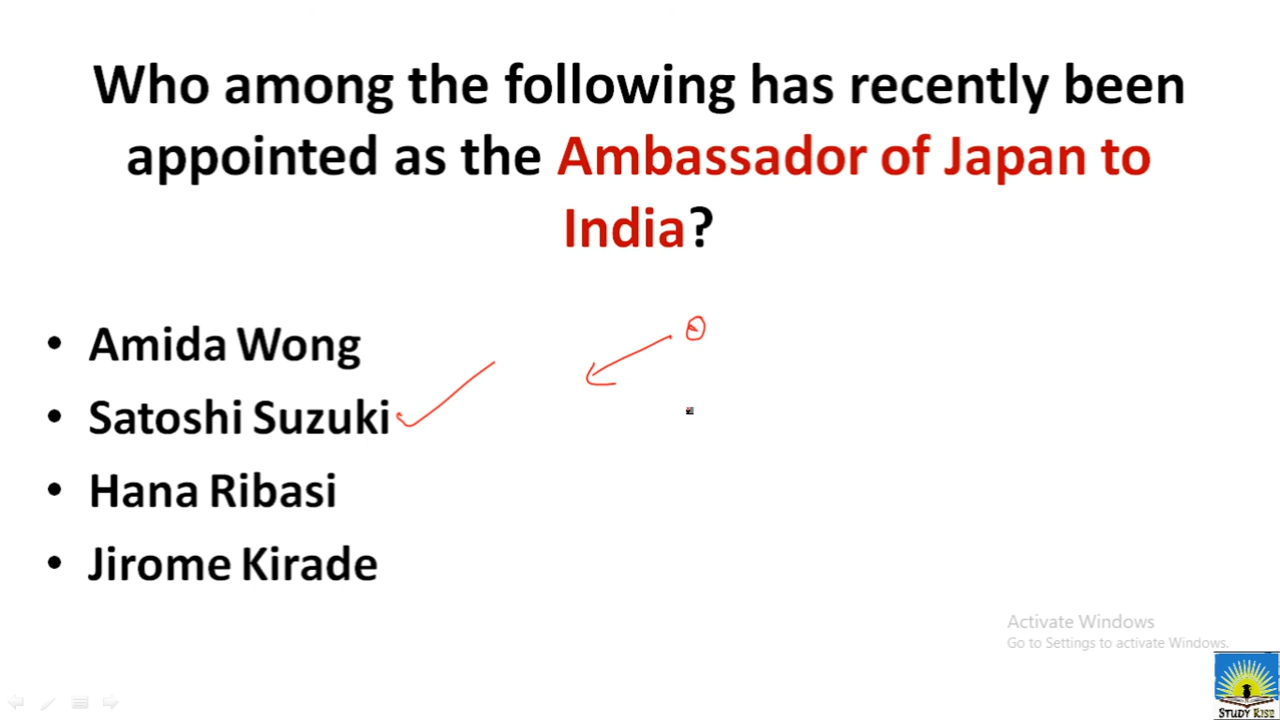 Who among the following has recently been
appointed as the Ambassador of Japan to
India?
• Amida Wong
• Satoshi Suzuki
• Hana Ribasi
• Jirome Kirade
Activate Windows
Go to Settings to activate Windows.
STUDY RISE